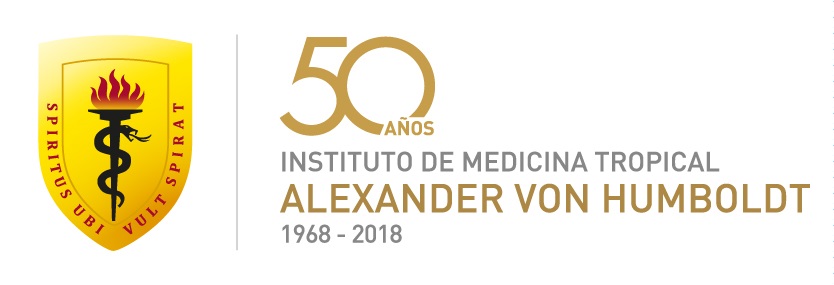 SPIRITUS UBI VULT SPIRAT
50
AÑOS
INSTITUTO DE MEDICINA TROPICAL
ALEXANDER VON HUMBOLDT
1968 - 2018